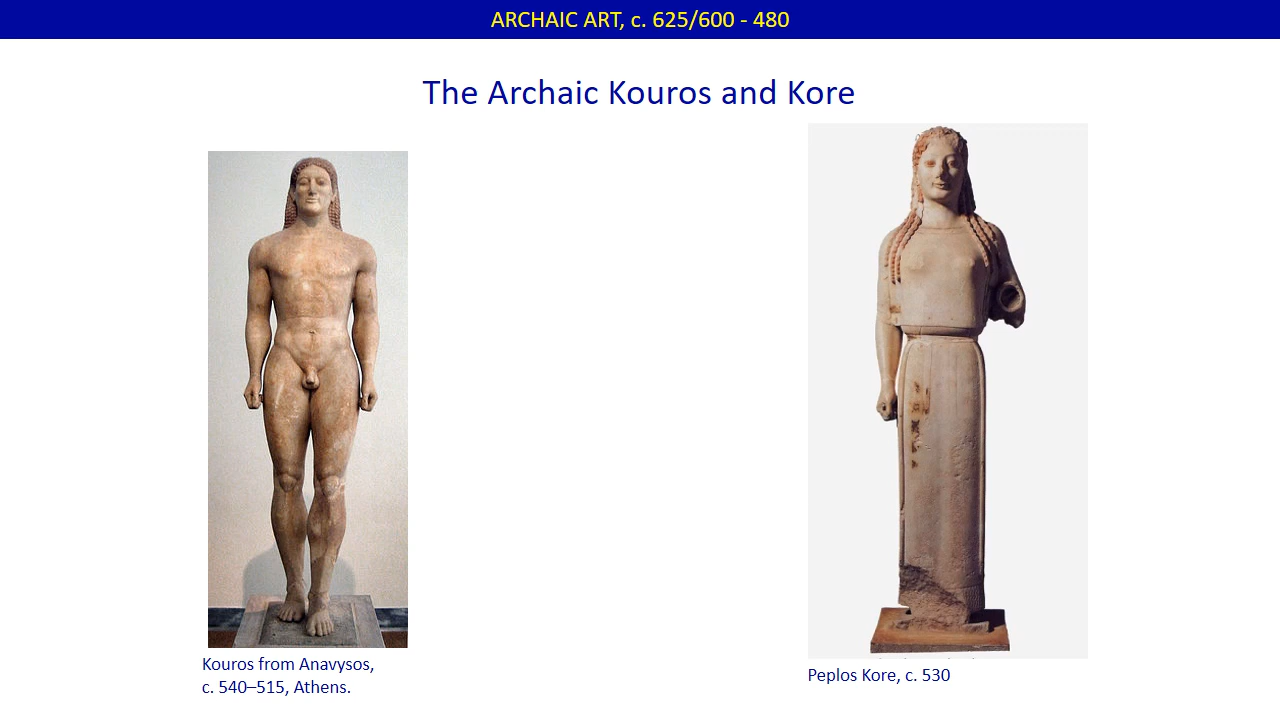 ARCHAIC ART, c. 625/600 - 480
The Archaic Kouros and Kore
Kouros from Anavysos,
c. 540–515, Athens.
Peplos Kore, c. 530